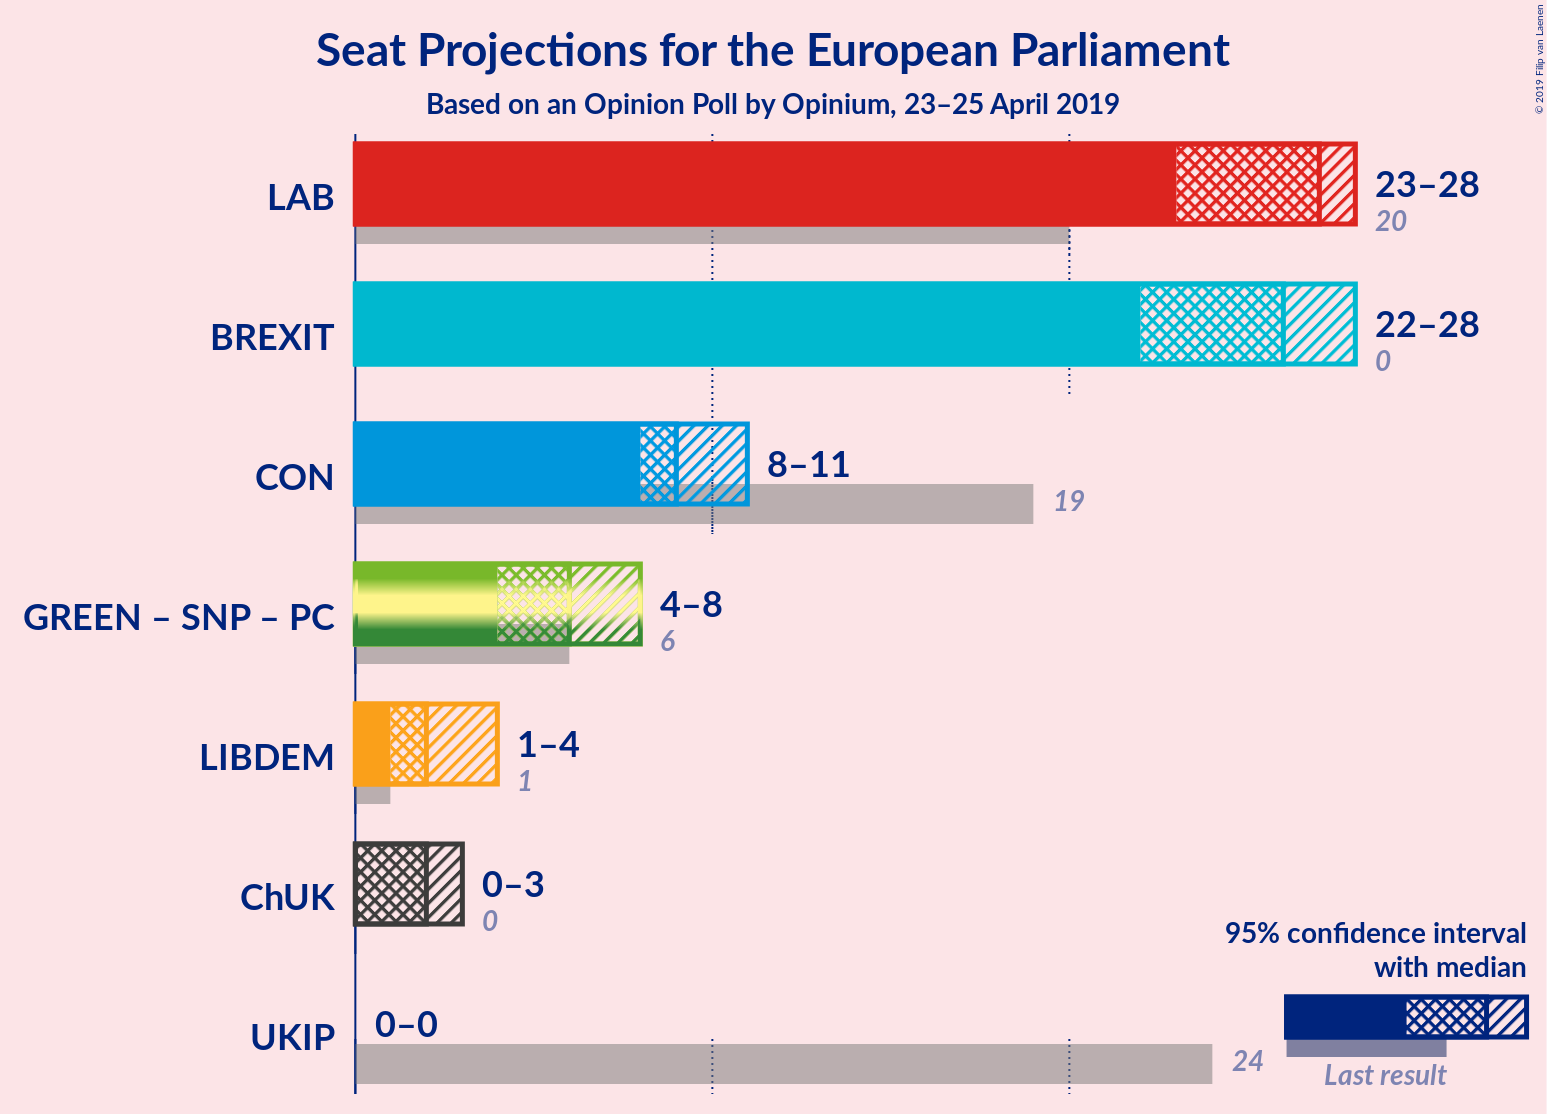 Seat Projections for the European Parliament
Based on an Opinion Poll by Opinium, 23–25 April 2019
© 2019 Filip van Laenen
LAB
23–28
20
BREXIT
22–28
0
CON
8–11
19
GREEN – SNP – PC
4–8
6
LIBDEM
1–4
1
ChUK
0–3
0
UKIP
0–0
24
95% confidence interval
with median
Last result